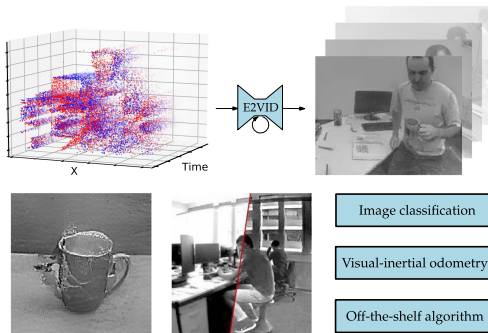 E2VID
Time
X
Image classification
Visual-inertial odometry
Off-the-shelf algorithm